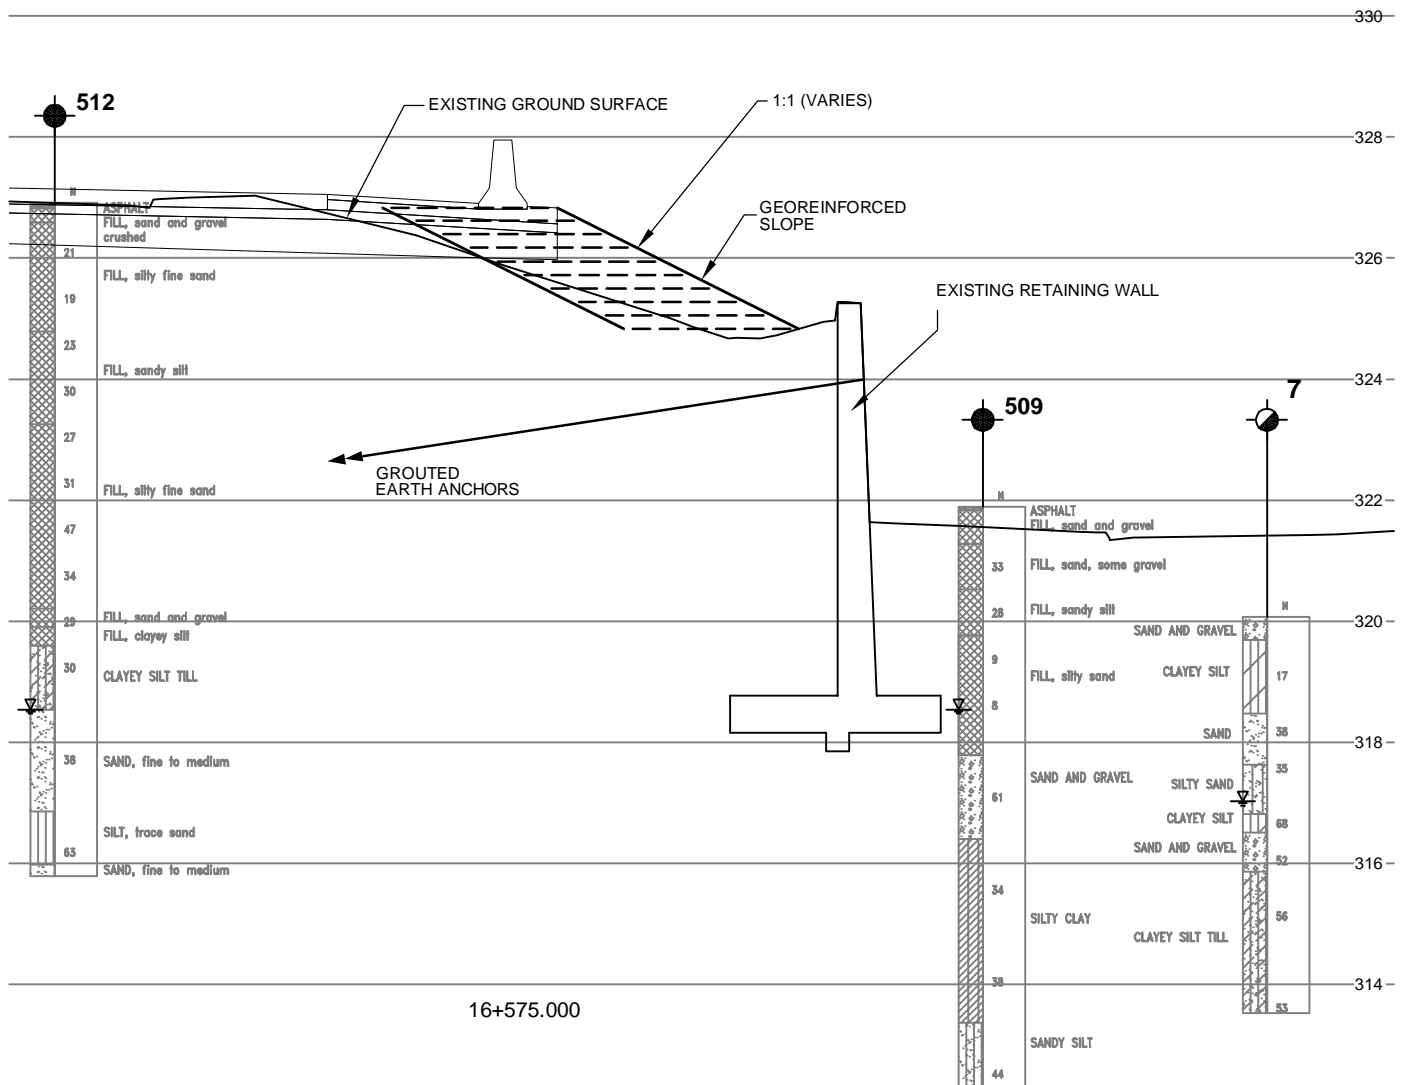 330
512
EXISTING GROUND SURFACE
1:1 (VARIES)
328
N
ASPHALT
FILL, sand and gravel
crushed
GEOREINFORCED
SLOPE
21
326
FILL, silty fine sand
19
EXISTING RETAINING WALL
23
FILL, sandy silt
30
324
7
509
27
GROUTED
EARTH ANCHORS
31
FILL, silty fine sand
322
N
ASPHALT
FILL, sand and gravel
47
33
FILL, sand, some gravel
34
28
FILL, sandy silt
N
FILL, sand and gravel
29
320
FILL, clayey silt
SAND AND GRAVEL
30
CLAYEY SILT TILL
9
FILL, silty sand
CLAYEY SILT
17
8
SAND
38
318
38
SAND, fine to medium
35
SAND AND GRAVEL
SILTY SAND
61
CLAYEY SILT
68
SILT, trace sand
63
SAND AND GRAVEL
52
316
SAND, fine to medium
34
SILTY CLAY
56
CLAYEY SILT TILL
38
314
16+575.000
53
SANDY SILT
44